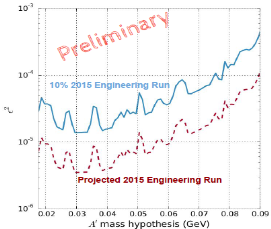 10⁻³
Preliminary
10% 2015 Engineering Run
10⁻⁴
ϵ²
10⁻⁵
Projected 2015 Engineering Run
10⁻⁶
0.02 0.03 0.04 0.05 0.06 0.07 0.08 0.09
A′ mass hypothesis (GeV)